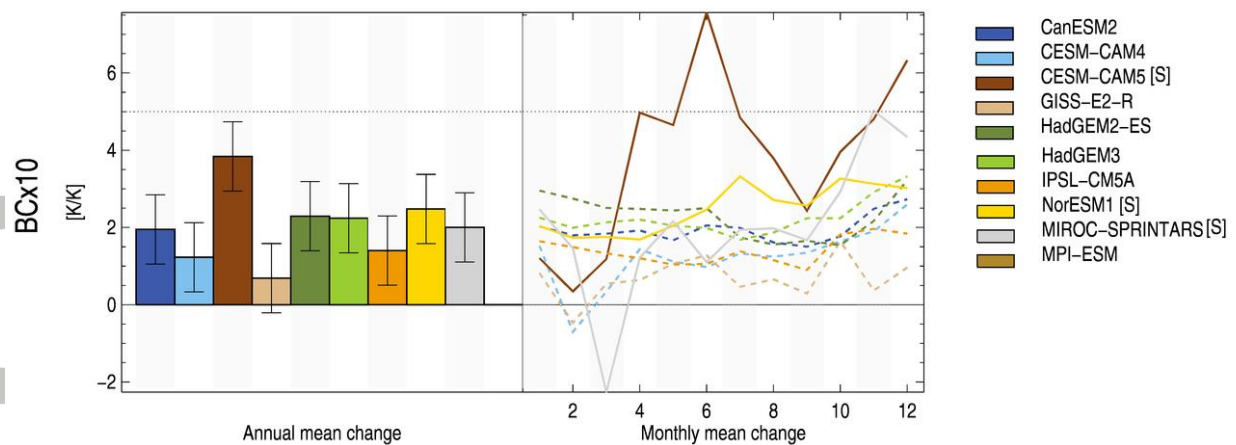 BCx10
[K/K]
6
4
2
0
−2
2 4 6 8 10 12
Annual mean change
Monthly mean change
CanESM2
CESM−CAM4
CESM−CAM5 [S]
GISS−E2−R
HadGEM2−ES
HadGEM3
IPSL−CM5A
NorESM1 [S]
MIROC−SPRINTARS [S]
MPI−ESM